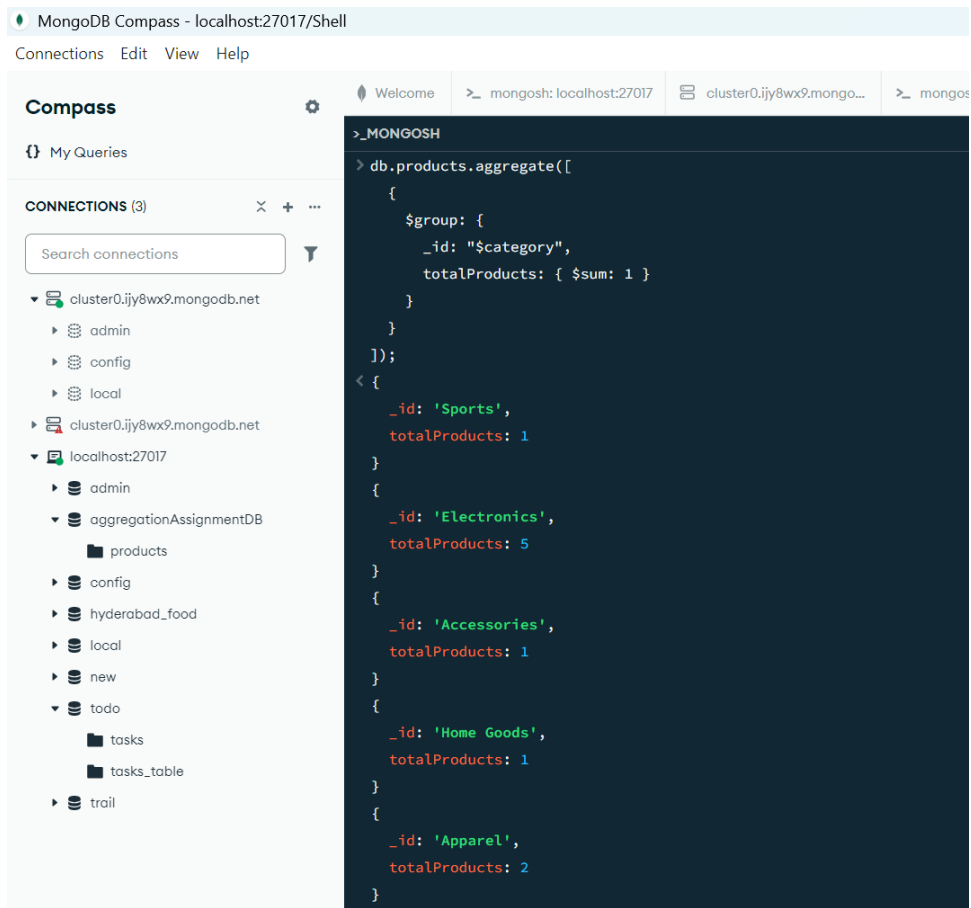 MongoDB Compass - localhost:27017/Shell
Connections Edit View Help
Compass
{} My Queries
CONNECTIONS (3)
Search connections
cluster0.ijy8wx9.mongodb.net
admin
config
local
cluster0.ijy8wx9.mongodb.net
localhost:27017
admin
aggregationAssignmentDB
products
config
hyderabad_food
local
new
todo
tasks
tasks_table
trail
Welcome >_ mongosh: localhost:27017 cluster0.ijy8wx9.mongo... >_ mongos
>_MONGOSH
> db.products.aggregate([
  {
    $group: {
      _id: "$category",
      totalProducts: { $sum: 1 }
    }
  }
]);
< {
  _id: 'Sports',
  totalProducts: 1
}
{
  _id: 'Electronics',
  totalProducts: 5
}
{
  _id: 'Accessories',
  totalProducts: 1
}
{
  _id: 'Home Goods',
  totalProducts: 1
}
{
  _id: 'Apparel',
  totalProducts: 2
}